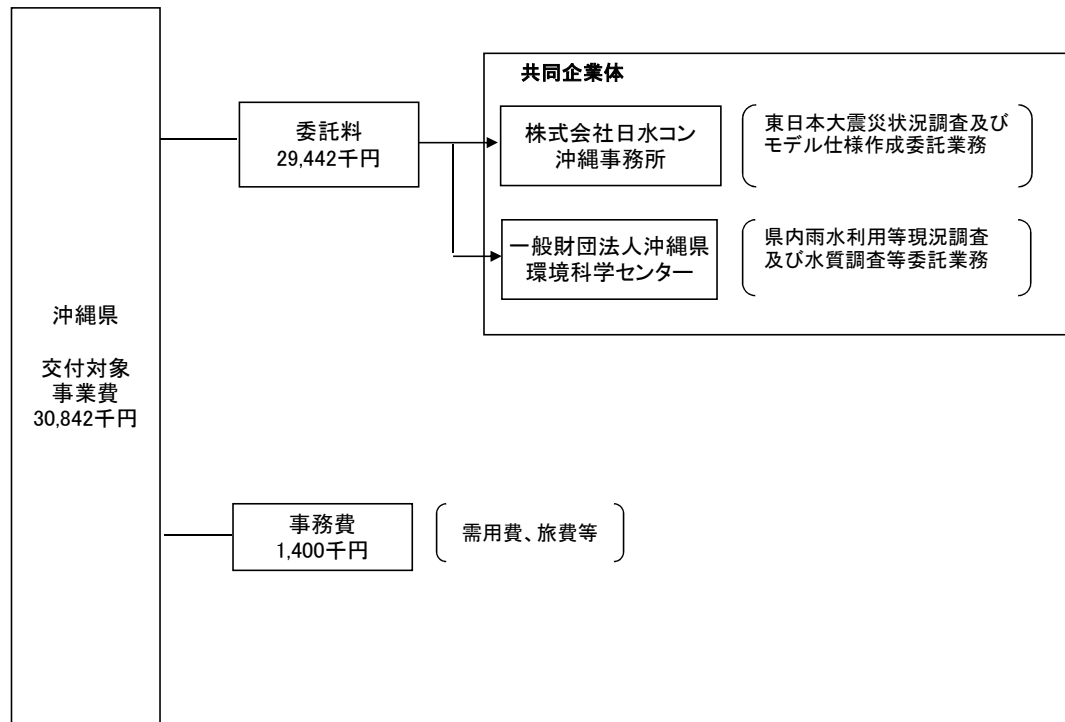 沖縄県
交付対象
事業費
30,842千円
委託料
29,442千円
共同企業体
株式会社日水コン
沖縄事務所
東日本大震災状況調査及び
モデル仕様作成委託業務
一般財団法人沖縄県
環境科学センター
県内雨水利用等現況調査
及び水質調査等委託業務
事務費
1,400千円
需用費、旅費等